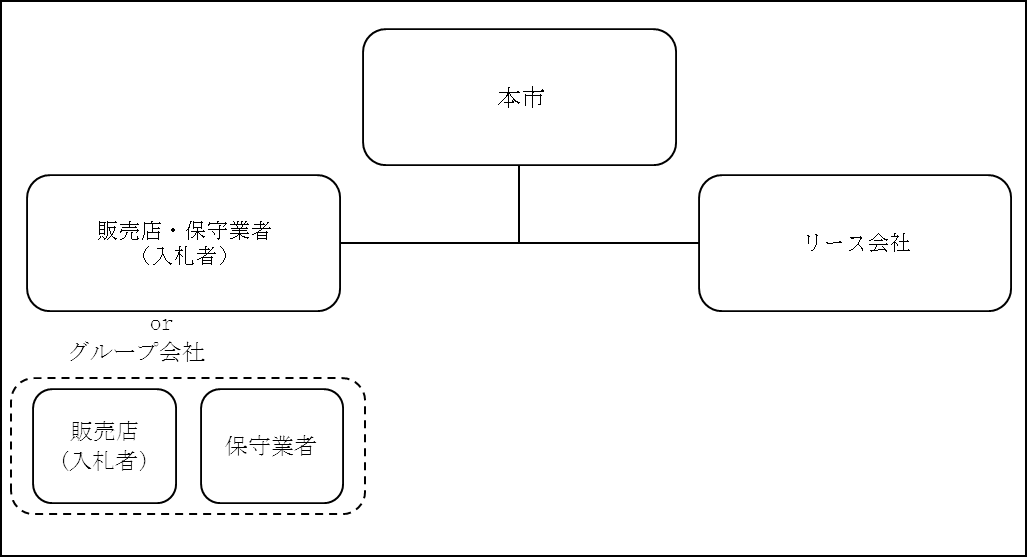 本市
販売店・保守業者
（入札者）
リース会社
or
グループ会社
販売店
(入札者)
保守業者